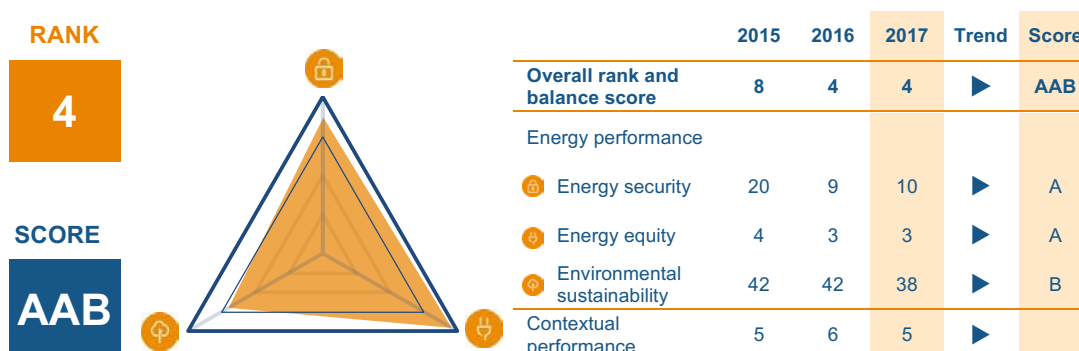 RANK
4
SCORE
AAB
2015 2016 2017 Trend Score
Overall rank and
balance score 8 4 4 AAB
Energy performance
Energy security 20 9 10 A
Energy equity 4 3 3 A
Environmental
sustainability 42 42 38 B
Contextual
performance 5 6 5